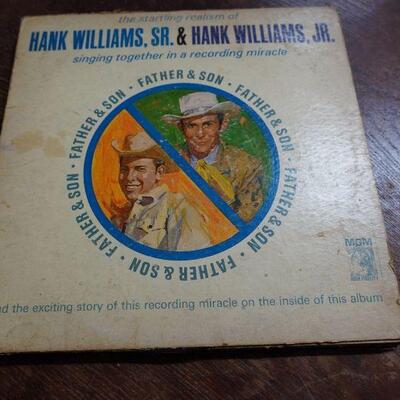 the startling realism of
HANK WILLIAMS, SR. & HANK WILLIAMS, JR.
singing together in a recording miracle
FATHER & SON · FATHER & SON · FATHER & SON · FATHER & SON · FATHER & SON · FATHER & SON ·
MGM
the exciting story of this recording miracle on the inside of this album